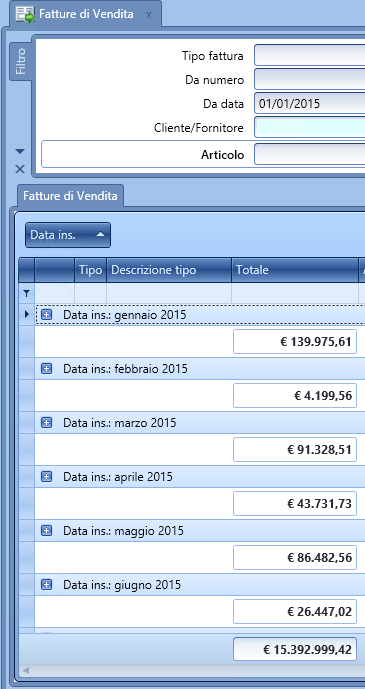 Fatture di Vendita x
Filtro
Tipo fattura
Da numero
Da data 01/01/2015
Cliente/Fornitore
Articolo
Fatture di Vendita
Data ins.
Tipo Descrizione tipo Totale
Data ins.: gennaio 2015
€ 139.975,61
Data ins.: febbraio 2015
€ 4.199,56
Data ins.: marzo 2015
€ 91.328,51
Data ins.: aprile 2015
€ 43.731,73
Data ins.: maggio 2015
€ 86.482,56
Data ins.: giugno 2015
€ 26.447,02
€ 15.392.999,42